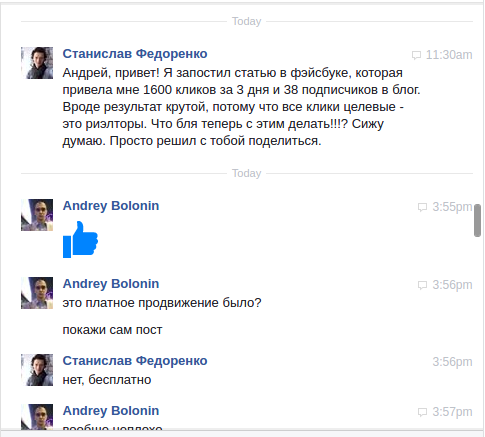 Today
Станислав Федоренко
11:30am
Андрей, привет! Я запостил статью в фэйсбуке, которая
привела мне 1600 кликов за 3 дня и 38 подписчиков в блог.
Вроде результат крутой, потому что все клики целевые -
это риэлторы. Что бля теперь с этим делать!!!? Сижу
думаю. Просто решил с тобой поделиться.
Today
Andrey Bolonin
3:55pm
Andrey Bolonin
3:56pm
это платное продвижение было?
покажи сам пост
Станислав Федоренко
3:56pm
нет, бесплатно
Andrey Bolonin
3:57pm
вообще неплохо